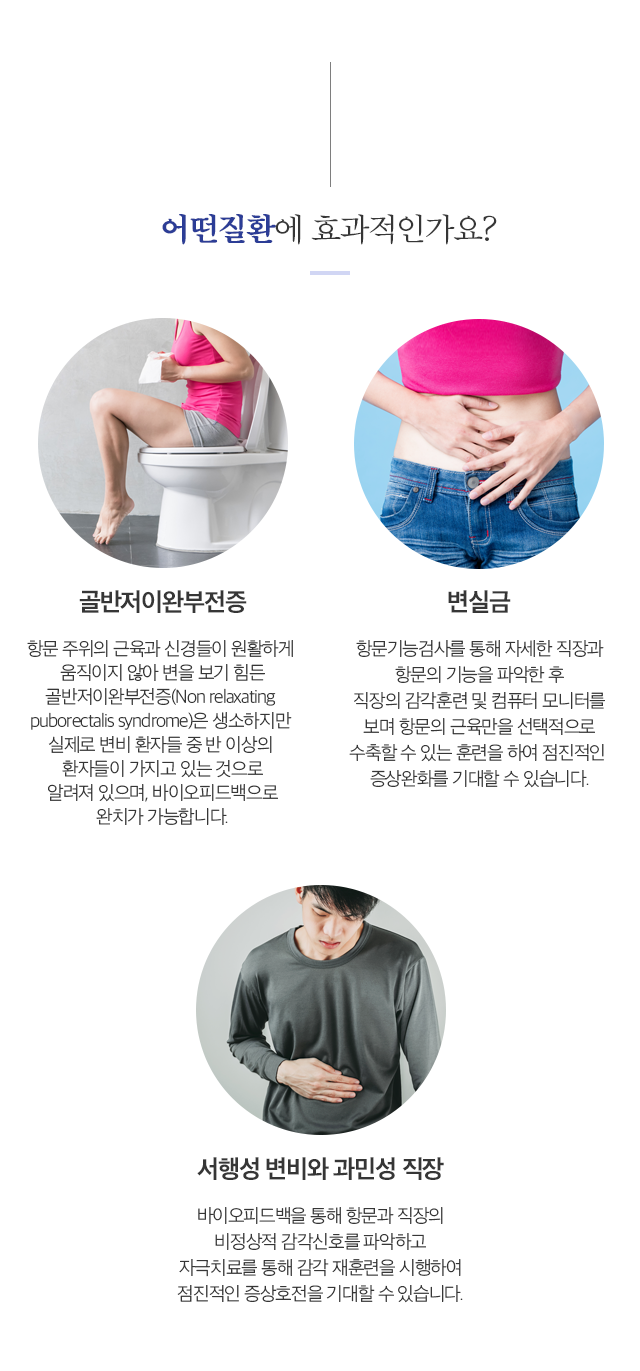 어떤질환에 효과적인가요?
골반저이완부전증
항문 주위의 근육과 신경들이 원활하게
움직이지 않아 변을 보기 힘든
골반저이완부전증(Non relaxating
puborectalis syndrome)은 생소하지만
실제로 변비 환자들 중 반 이상의
환자들이 가지고 있는 것으로
알려져 있으며, 바이오피드백으로
완치가 가능합니다.
변실금
항문기능검사를 통해 자세한 직장과
항문의 기능을 파악한 후
직장의 감각훈련 및 컴퓨터 모니터를
보며 항문의 근육만을 선택적으로
수축할 수 있는 훈련을 하여 점진적인
증상완화를 기대할 수 있습니다.
서행성 변비와 과민성 직장
바이오피드백을 통해 항문과 직장의
비정상적 감각신호를 파악하고
자극치료를 통해 감각 재훈련을 시행하여
점진적인 증상호전을 기대할 수 있습니다.